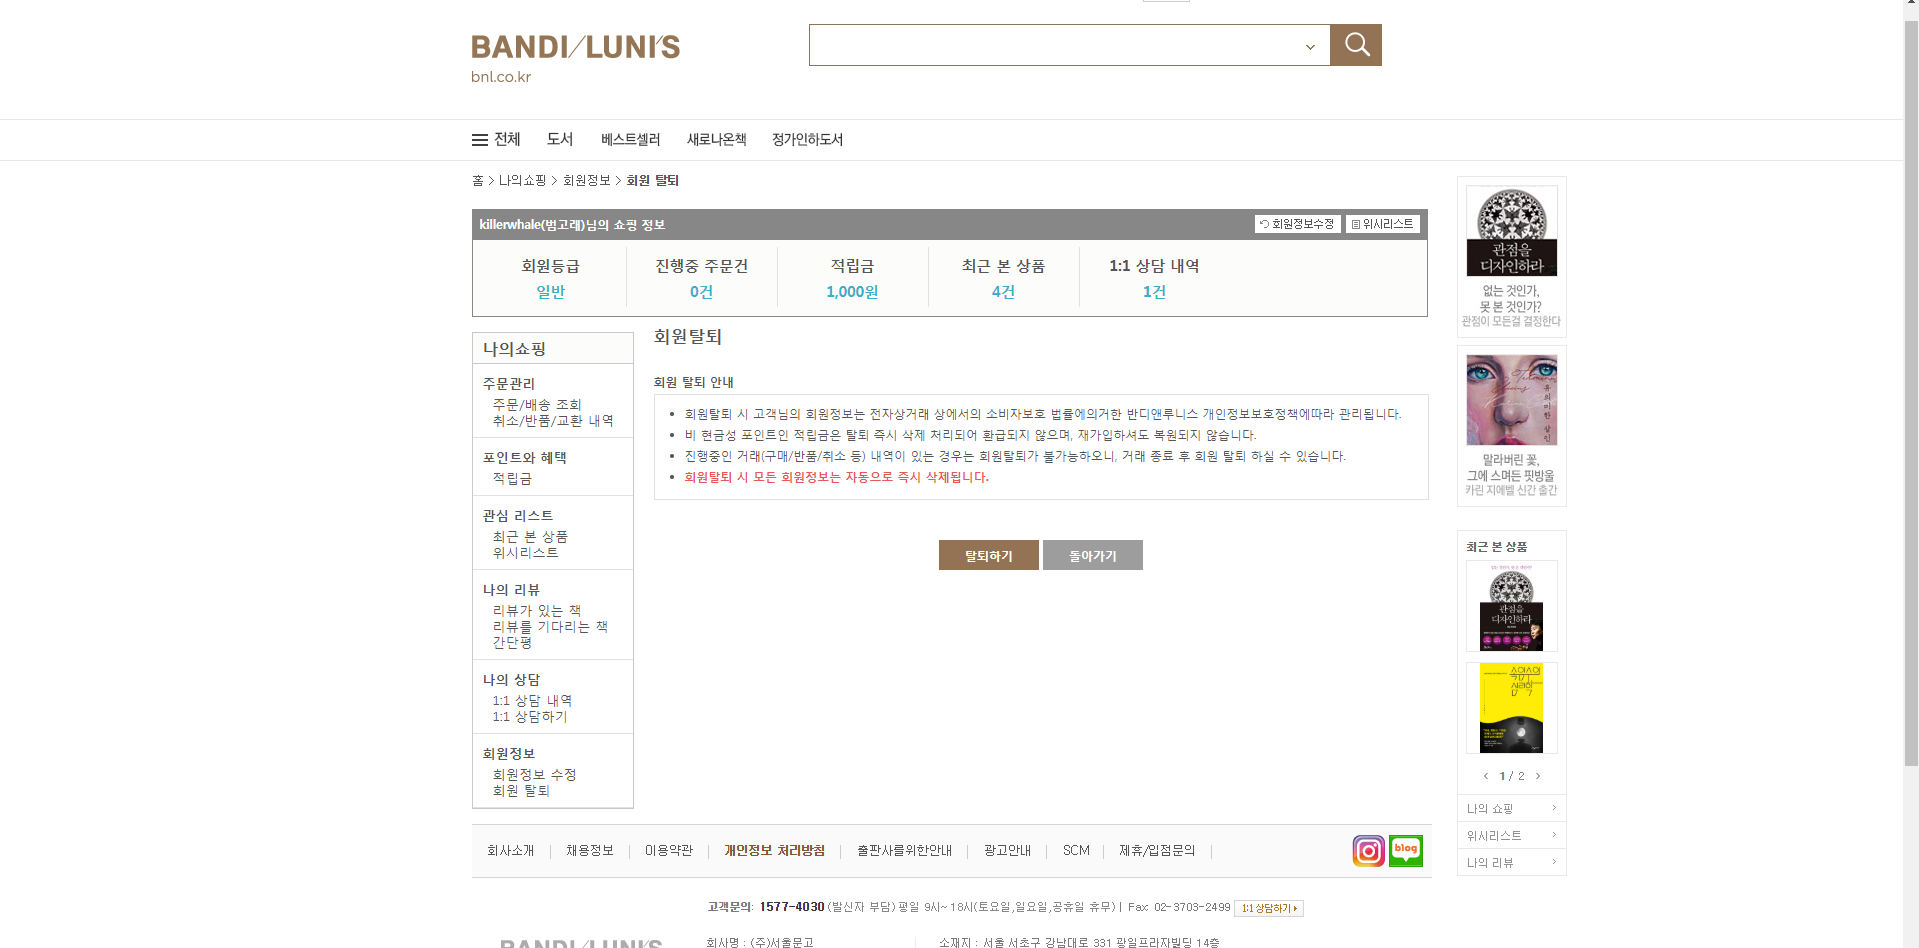 BANDI/LUNI'S
bnl.co.kr
전체 도서 베스트셀러 새로나온책 정가인하도서
홈 > 나의쇼핑 > 회원정보 > 회원 탈퇴
killerwhale(범고래)님의 쇼핑 정보
회원정보수정 위시리스트
회원등급 진행중 주문건 적립금 최근 본 상품 1:1 상담 내역
일반 0건 1,000원 4건 1건
나의쇼핑
주문관리
주문/배송 조회
취소/반품/교환 내역
포인트와 혜택
적립금
관심 리스트
최근 본 상품
위시리스트
나의 리뷰
리뷰가 있는 책
리뷰를 기다리는 책
간단평
나의 상담
1:1 상담 내역
1:1 상담하기
회원정보
회원정보 수정
회원 탈퇴
회원탈퇴
회원 탈퇴 안내
회원탈퇴 시 고객님의 회원정보는 전자상거래 상에서의 소비자보호 법률에의거한 반디앤루니스 개인정보보호정책에따라 관리됩니다.
비 현금성 포인트인 적립금은 탈퇴 즉시 삭제 처리되어 환급되지 않으며, 재가입하셔도 복원되지 않습니다.
진행중인 거래(구매/반품/취소 등) 내역이 있는 경우는 회원탈퇴가 불가능하오니, 거래 종료 후 회원 탈퇴 하실 수 있습니다.
회원탈퇴 시 모든 회원정보는 자동으로 즉시 삭제됩니다.
탈퇴하기 돌아가기
관점을
디자인하라
없는 것인가,
못 본 것인가?
관점이 모든걸 결정한다
유의미한 살인
말라버린 꽃,
그에 스며든 핏방울
카린 지에벨 신간 출간
최근 본 상품
관점을
디자인하라
1 / 2
나의 쇼핑
위시리스트
나의 리뷰
회사소개 채용정보 이용약관 개인정보 처리방침 출판사를위한안내 광고안내 SCM 제휴/입점문의
blog
고객문의: 1577-4030 (발신자 부담) 평일 9시~ 18시(토요일,일요일,공휴일 휴무) | Fax: 02-3703-2499 1:1상담하기
BANDI/LUNI'S
회사명 : (주)서울문고 소재지 : 서울 서초구 강남대로 331 광일프라자빌딩 14층